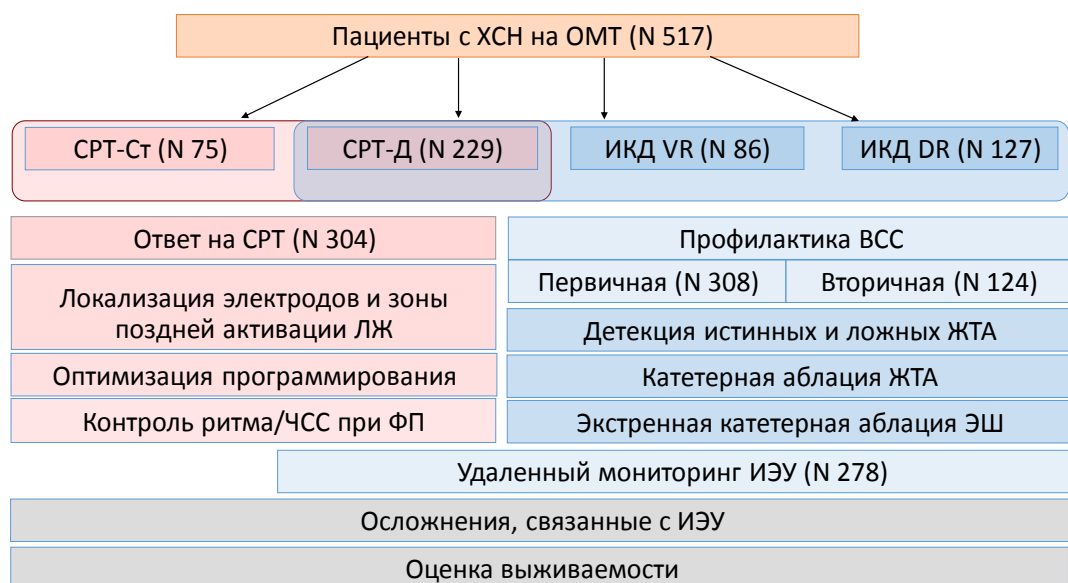 Пациенты с ХСН на ОМТ (N 517)
СРТ-Ст (N 75)
СРТ-Д (N 229)
ИКД VR (N 86)
ИКД DR (N 127)
Ответ на СРТ (N 304)
Профилактика ВСС
Первичная (N 308)
Вторичная (N 124)
Локализация электродов и зоны
поздней активации ЛЖ
Детекция истинных и ложных ЖТА
Оптимизация программирования
Катетерная аблация ЖТА
Контроль ритма/ЧСС при ФП
Экстренная катетерная аблация ЭШ
Удаленный мониторинг ИЭУ (N 278)
Осложнения, связанные с ИЭУ
Оценка выживаемости